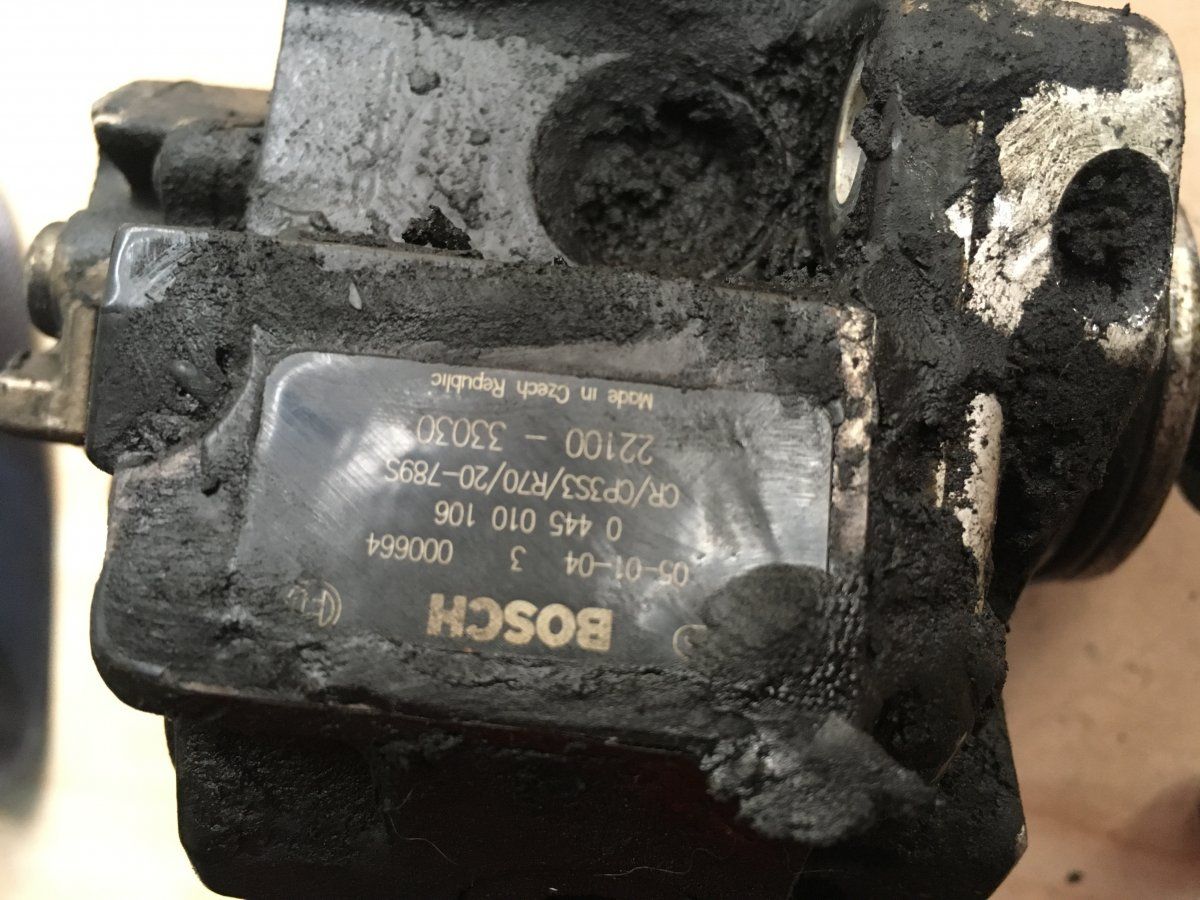 BOSCH
05-01-04 3 000664
0 445 010 106
CR/CP3S3/R70/20-789S
22100 - 33030
Made in Czech Republic